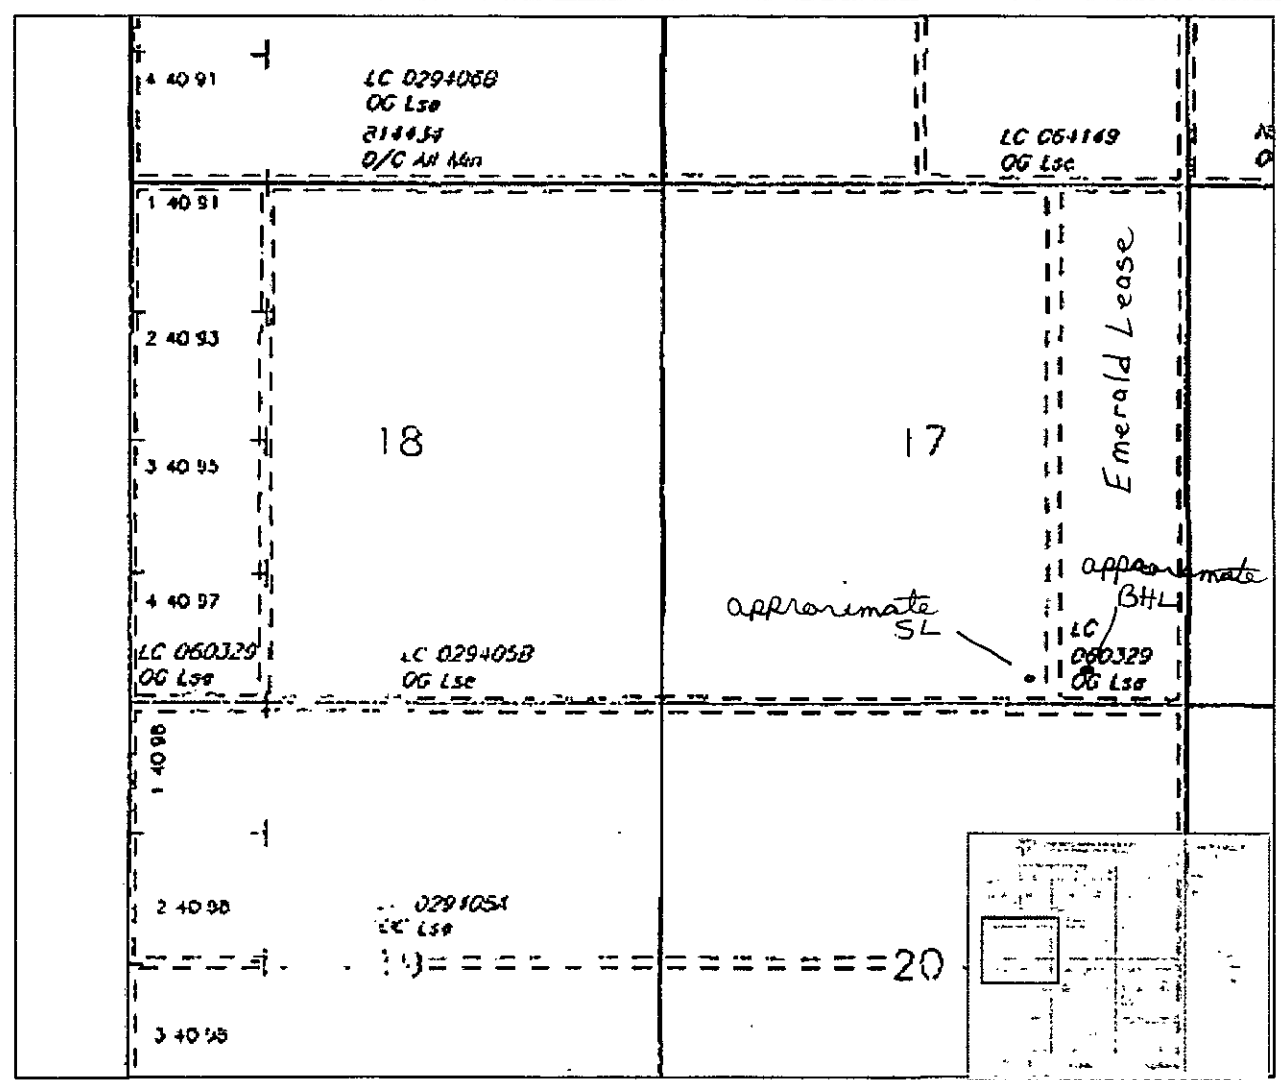 4 40 91
LC 029406B
OG Lse
814434
O/C All Min
LC 064149
OG Lse
1 40 91
2 40 93
3 40 95
4 40 97
18
17
Emerald Lease
approximate
SL
approximate
BHL
LC 060329
OG Lse
LC 029405B
OG Lse
LC
060329
OG Lse
1 40 98
2 40 98
029405A
Lse
20
3 40 98